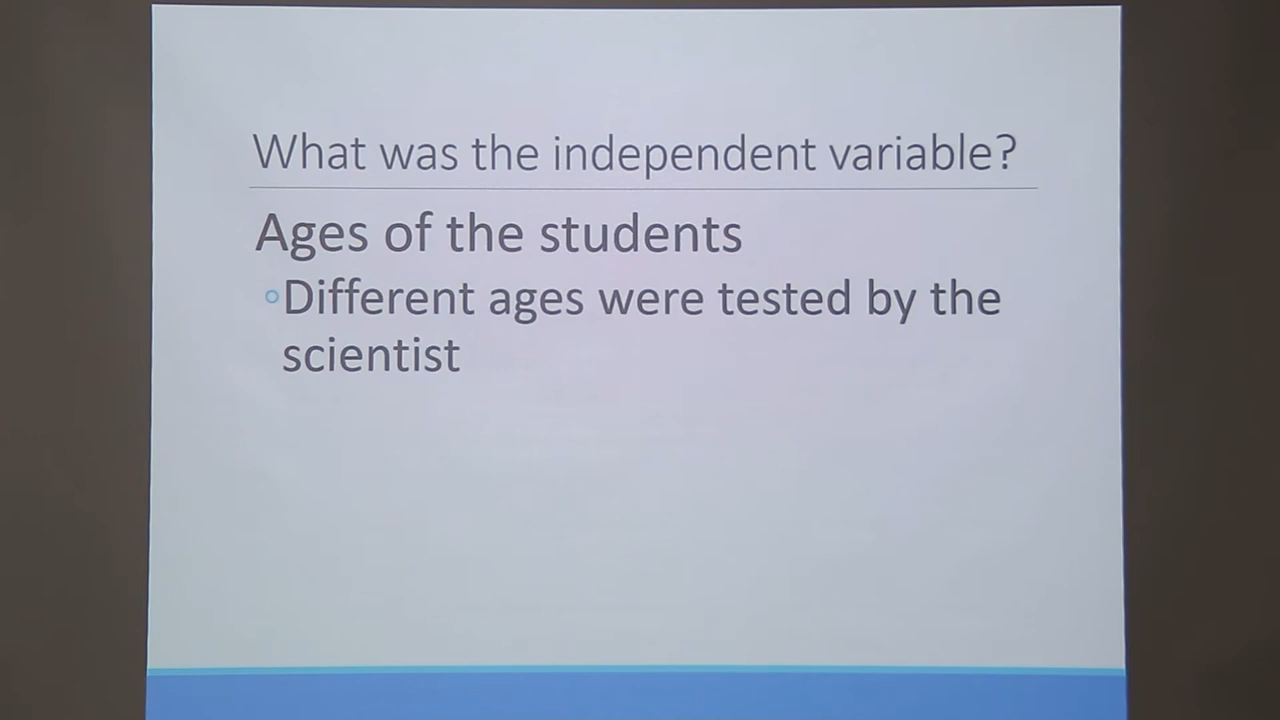 What was the independent variable?
Ages of the students
◦Different ages were tested by the
scientist